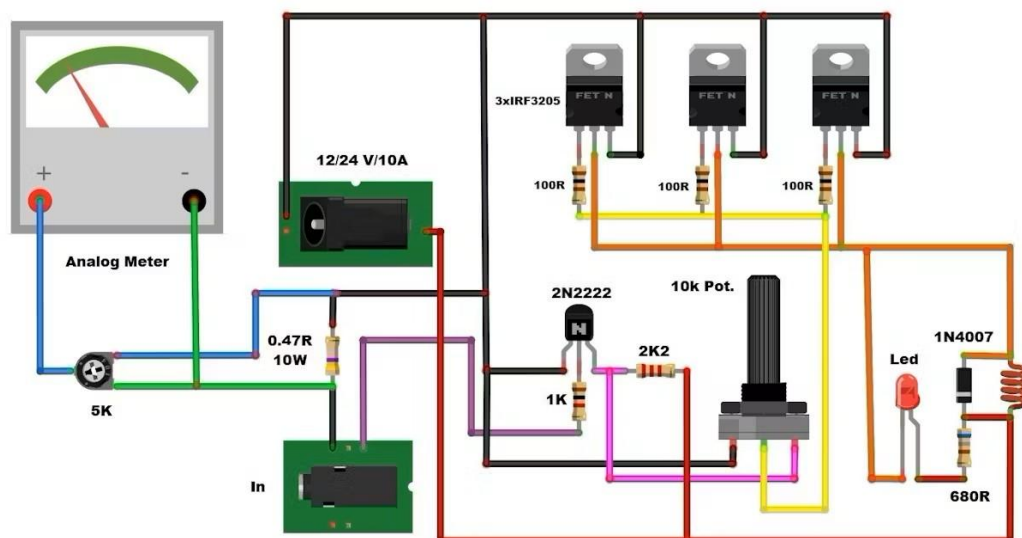 +
-
Analog Meter
12/24 V/10A
3xIRF3205
FET N
FET N
FET N
100R
100R
100R
0.47R
10W
5K
In
2N2222
N
2K2
1K
10k Pot.
Led
1N4007
680R